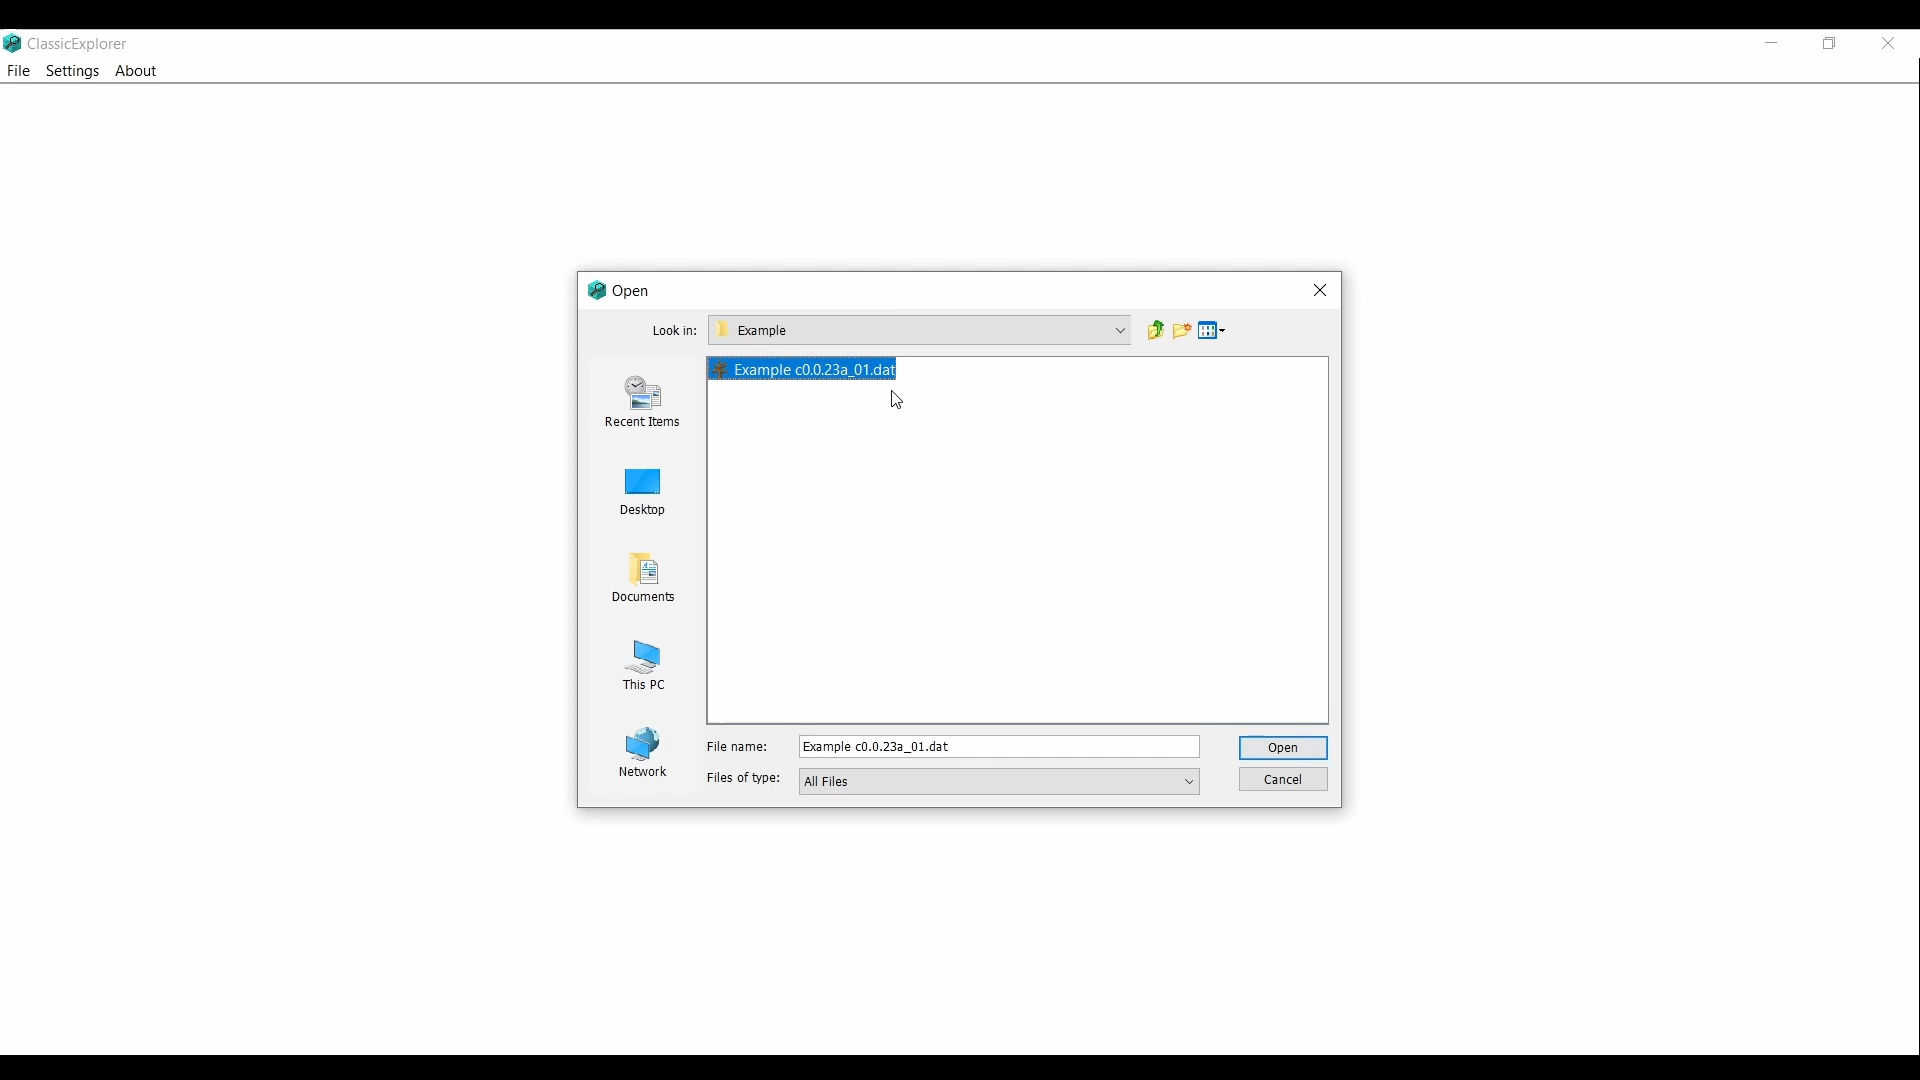 ClassicExplorer
File Settings About
Open
Look in: Example
Example c0.0.23a_01.dat
Recent Items
Desktop
Documents
This PC
Network
File name: Example c0.0.23a_01.dat Open
Files of type: All Files Cancel